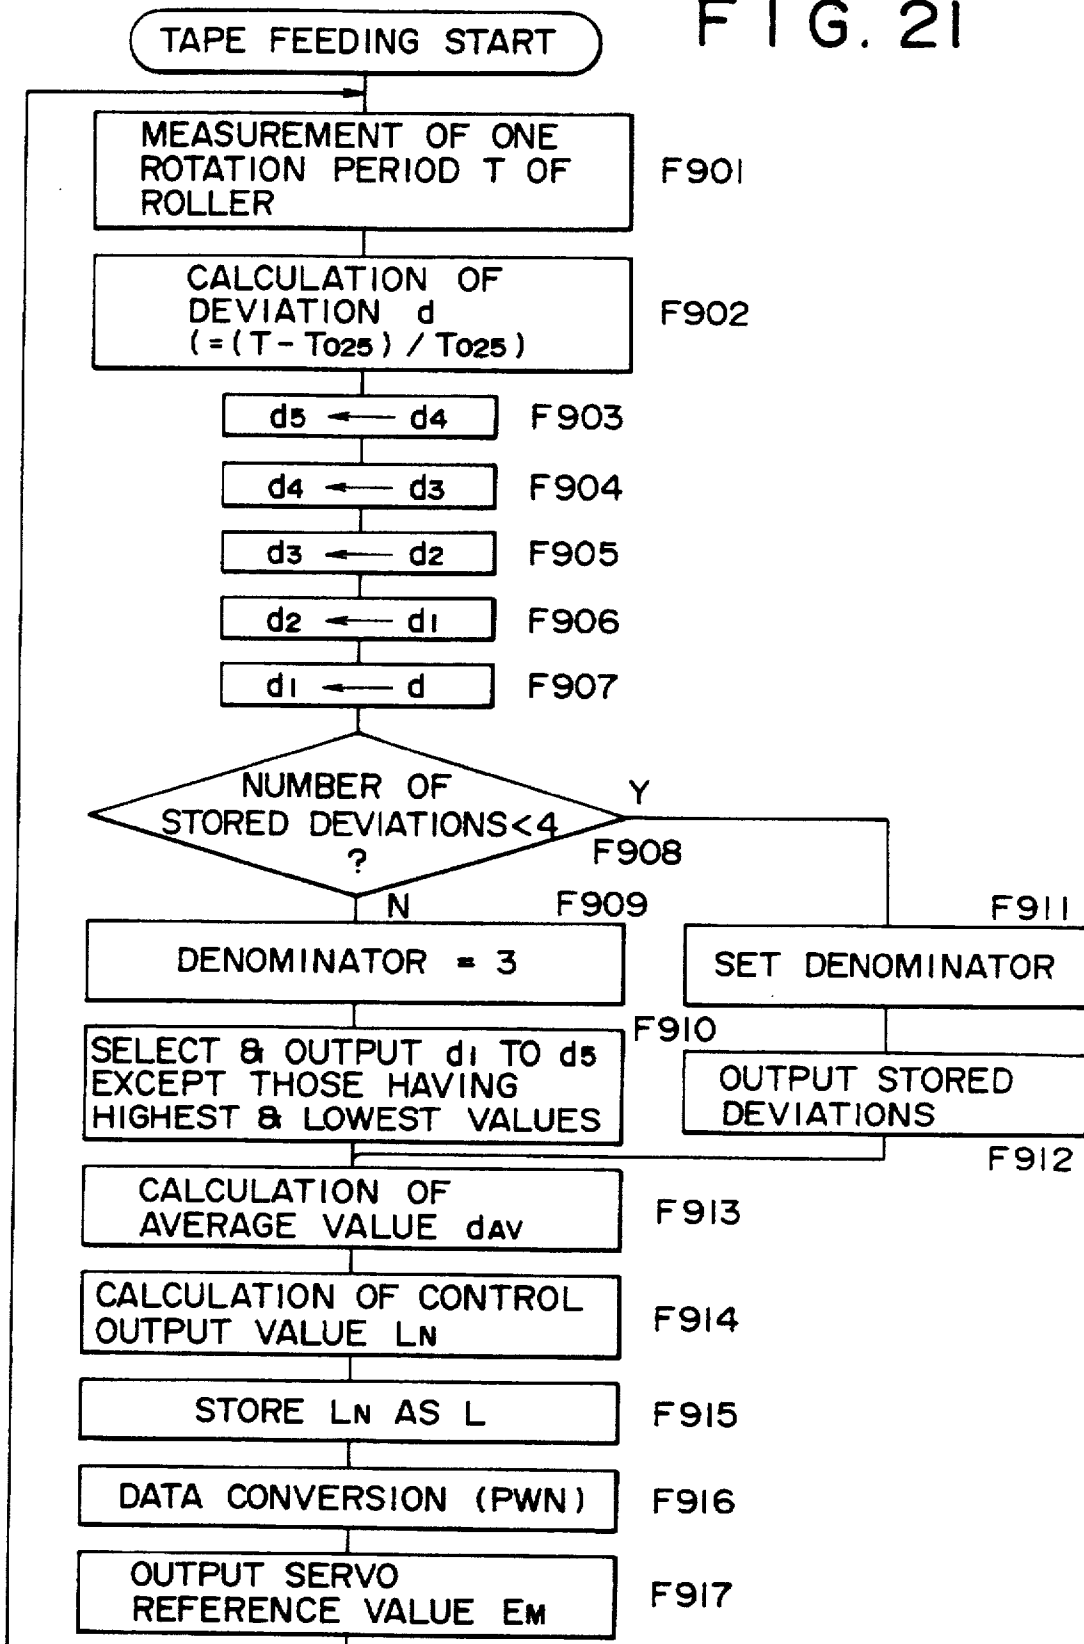 FIG. 21
TAPE FEEDING START
MEASUREMENT OF ONE
ROTATION PERIOD T OF
ROLLER
F901
CALCULATION OF
DEVIATION d
(=(T-T025) / T025)
F902
d5 ← d4
F903
d4 ← d3
F904
d3 ← d2
F905
d2 ← d1
F906
d1 ← d
F907
NUMBER OF
STORED DEVIATIONS<4
?
Y
F908
N
F909
DENOMINATOR = 3
F911
SET DENOMINATOR
F910
SELECT & OUTPUT d1 TO d5
EXCEPT THOSE HAVING
HIGHEST & LOWEST VALUES
OUTPUT STORED
DEVIATIONS
F912
CALCULATION OF
AVERAGE VALUE dAV
F913
CALCULATION OF CONTROL
OUTPUT VALUE LN
F914
STORE LN AS L
F915
DATA CONVERSION (PWN)
F916
OUTPUT SERVO
REFERENCE VALUE EM
F917